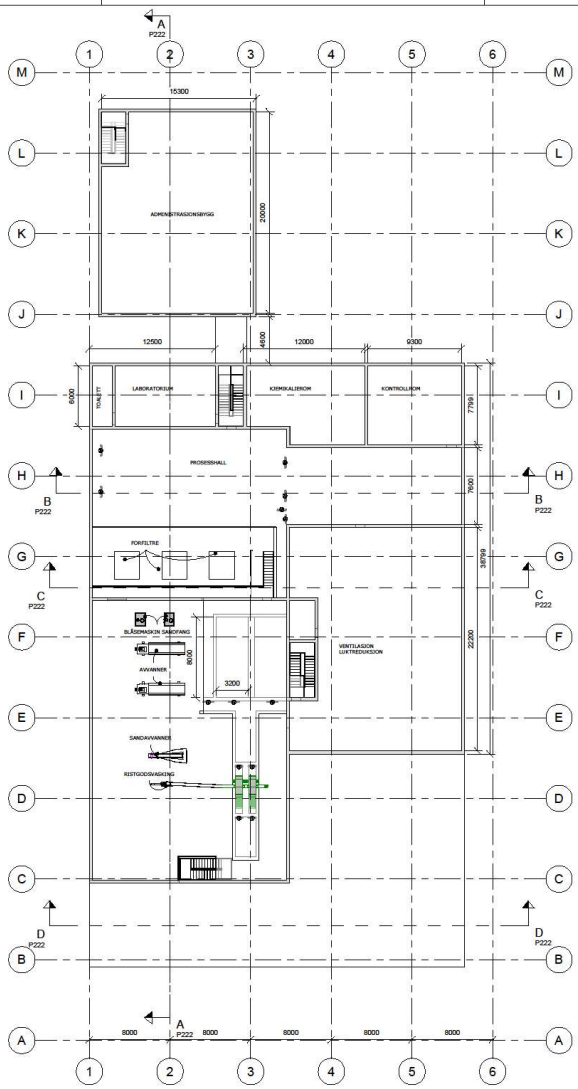 A
P222
1 2 3 4 5 6
M M
15300
L L
ADMINISTRASJONSBYGG
20000
K K
J J
12500 4600 12000 9300
I I
6000
TOALETT
LABORATORIUM
KJEMIKALIEROM
KONTROLLROM
7799
PROSESSHALL
H H
B B
P222 P222
7600
FORFILTRE
G G
38799
C C
P222 P222
BLÅSEMASKIN SANDFANG
F F
VENTILASJON
LUKTREDUKSJON
22200
8000
AVVANNER
3200
E E
SANDAVVANNER
RISTGODSVASKING
D D
C C
D D
P222 P222
B B
A
P222
8000 8000 8000 8000 8000
A A
1 2 3 4 5 6